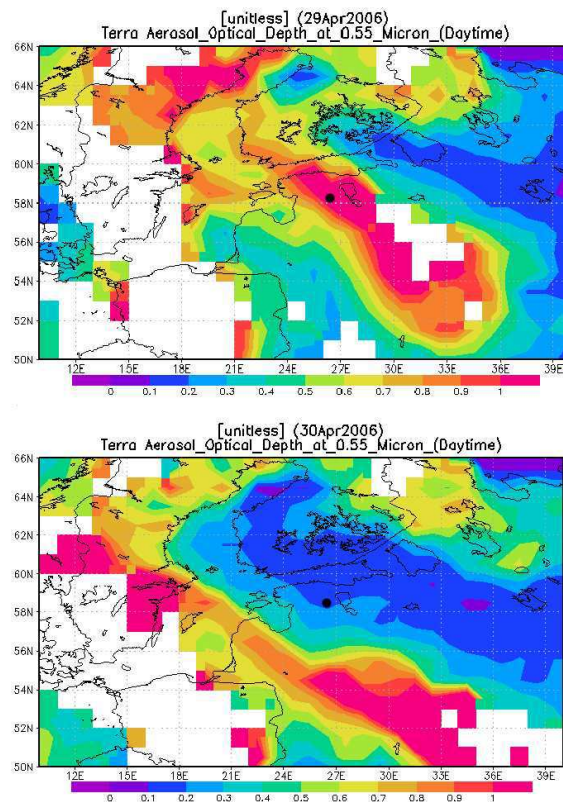 [unitless] (29Apr2006)
Terra Aerosol_Optical_Depth_at_0.55_Micron_(Daytime)
66N
64N
62N
60N
58N
56N
54N
52N
50N
12E 15E 18E 21E 24E 27E 30E 33E 36E 39E
0 0.1 0.2 0.3 0.4 0.5 0.6 0.7 0.8 0.9 1
[unitless] (30Apr2006)
Terra Aerosol_Optical_Depth_at_0.55_Micron_(Daytime)
66N
64N
62N
60N
58N
56N
54N
52N
50N
12E 15E 18E 21E 24E 27E 30E 33E 36E 39E
0 0.1 0.2 0.3 0.4 0.5 0.6 0.7 0.8 0.9 1